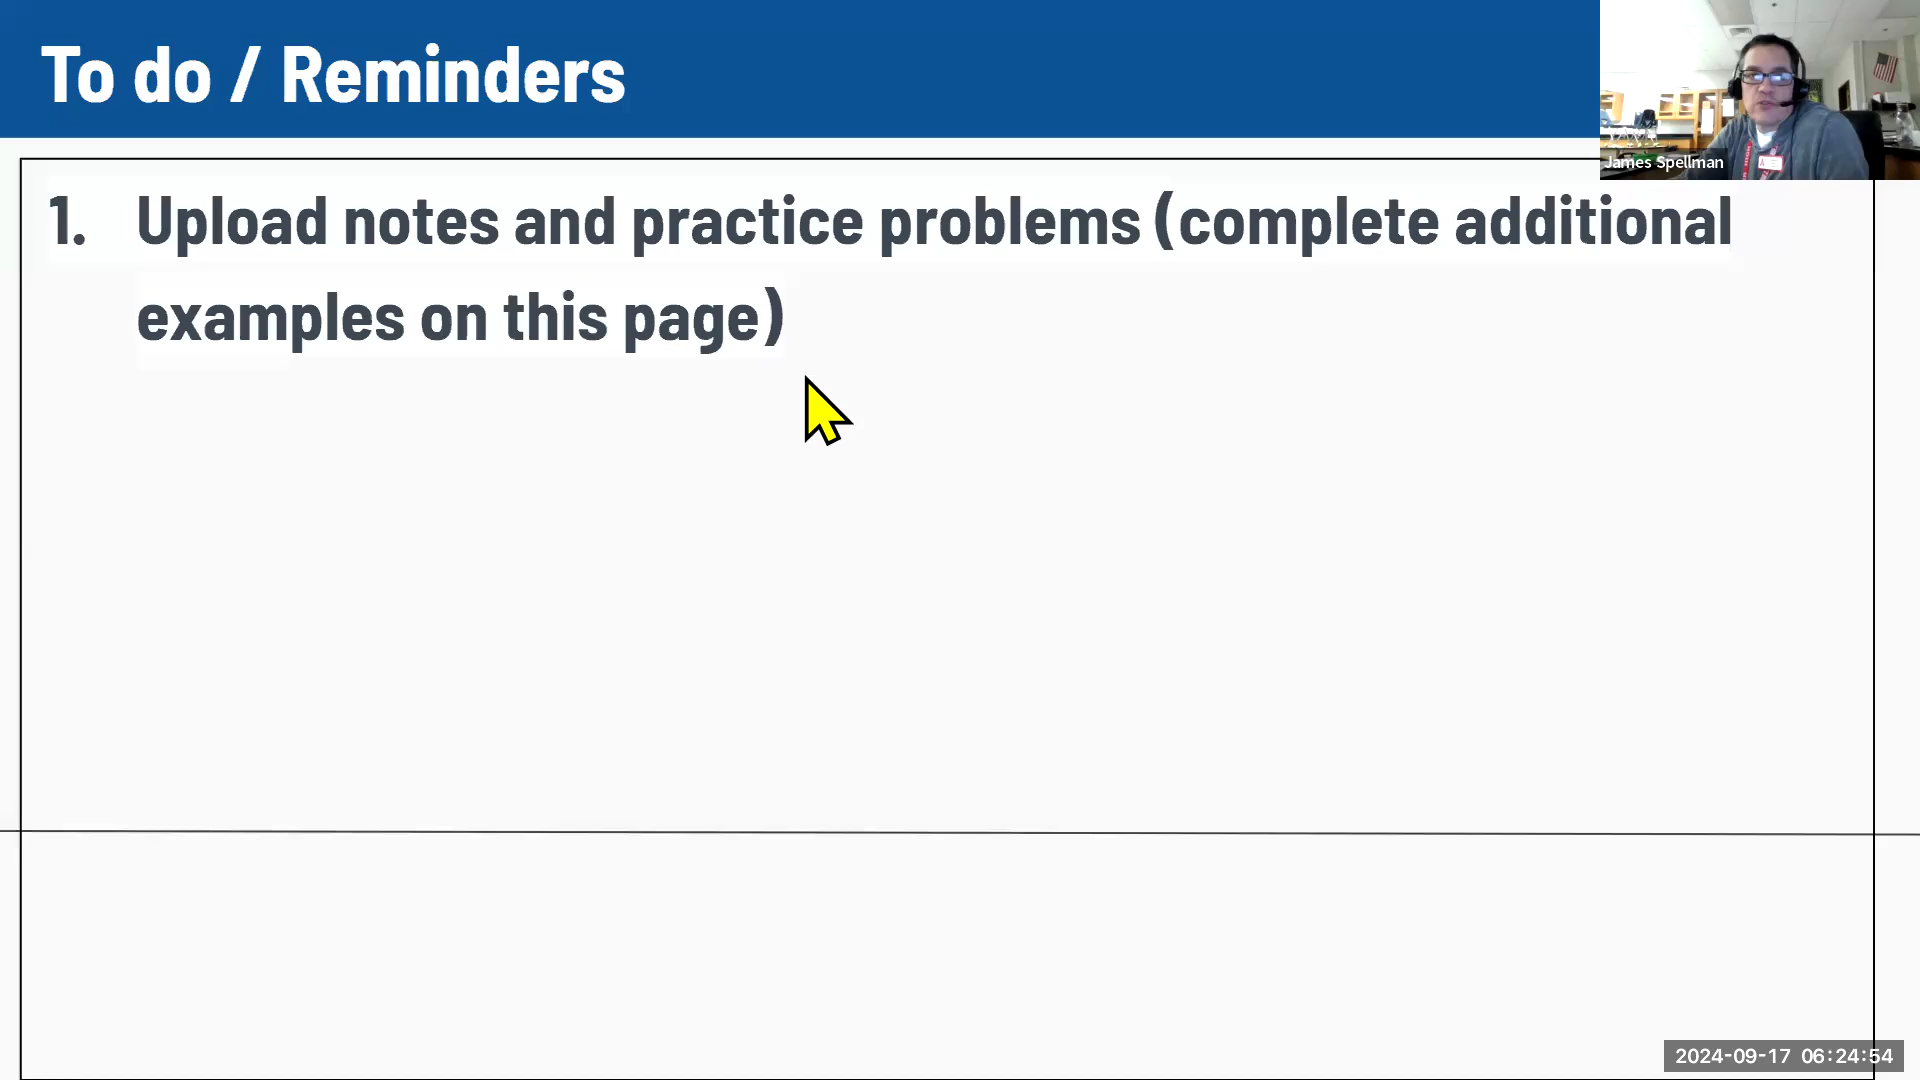 To do / Reminders
James Spellman
1. Upload notes and practice problems (complete additional
examples on this page)
2024-09-17 06:24:54